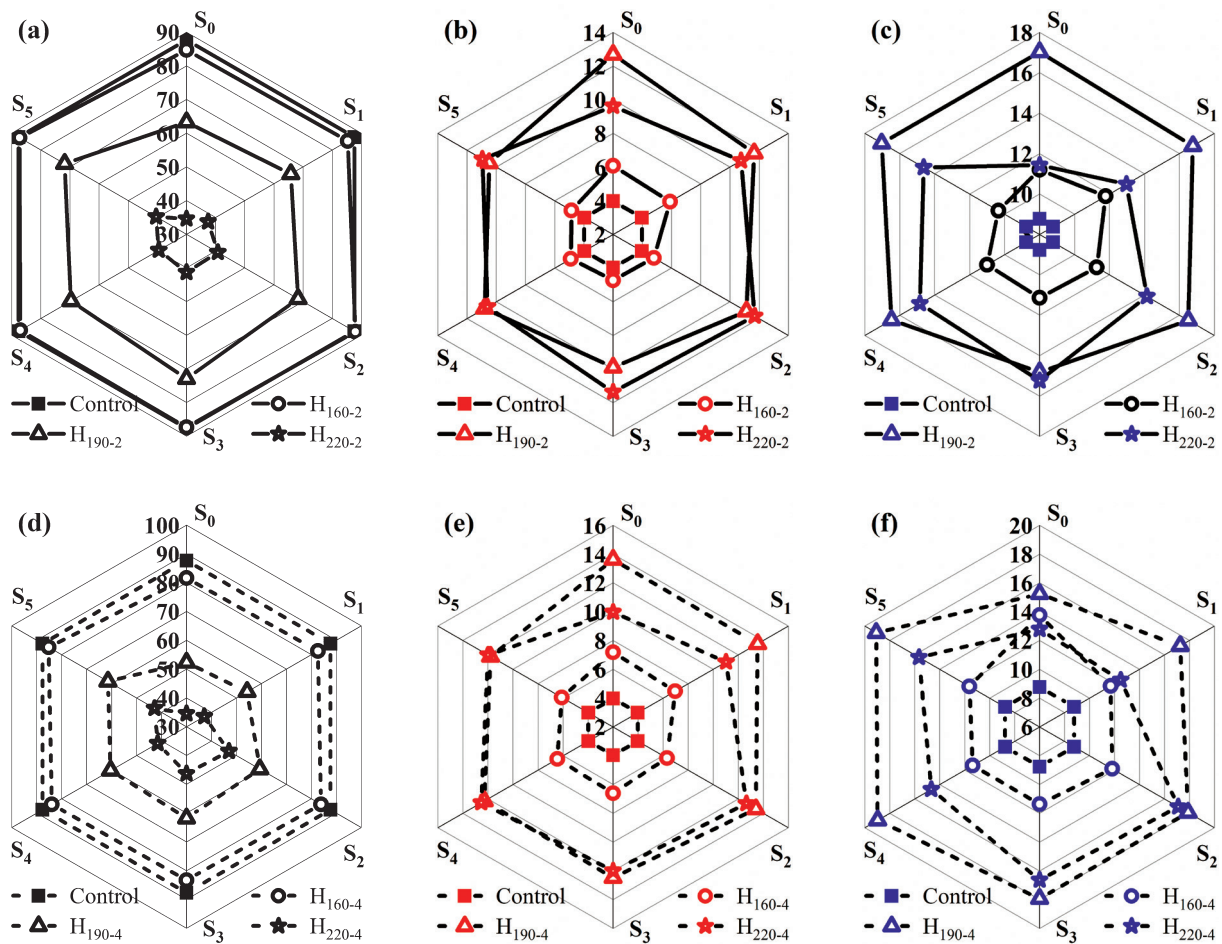 (a) S0
90
80
70
60
50
40
30
S5 S1
S4 S2
S3
Control H160-2
H190-2 H220-2
(b) S0
14
12
10
8
6
4
2
S5 S1
S4 S2
S3
Control H160-2
H190-2 H220-2
(c) S0
18
16
14
12
10
S5 S1
S4 S2
S3
Control H160-2
H190-2 H220-2
(d) S0
100
90
80
70
60
50
40
30
S5 S1
S4 S2
S3
Control H160-4
H190-4 H220-4
(e) S0
16
14
12
10
8
6
4
2
S5 S1
S4 S2
S3
Control H160-4
H190-4 H220-4
(f) S0
20
18
16
14
12
10
8
6
S5 S1
S4 S2
S3
Control H160-4
H190-4 H220-4